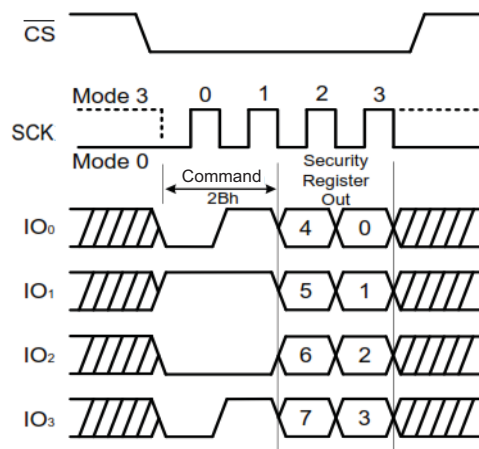 CS
Mode 3 0 1 2 3
SCK
Mode 0
Command
2Bh
Security
Register
Out
IO₀ 4 0
IO₁ 5 1
IO₂ 6 2
IO₃ 7 3